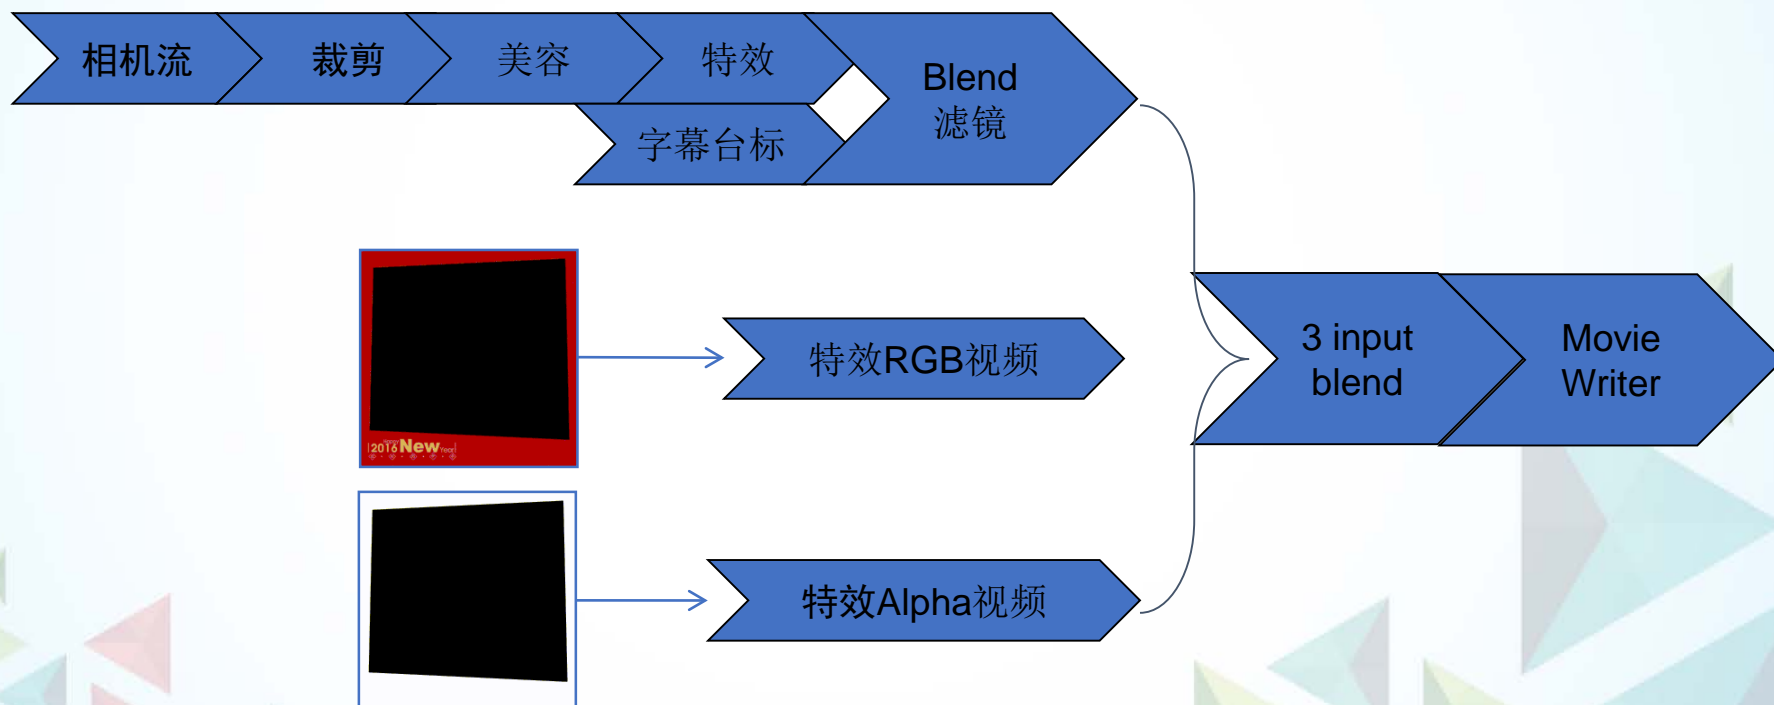 相机流
裁剪
美容
特效
Blend
滤镜
字幕台标
特效RGB视频
2016 New Year
3 input
blend
Movie
Writer
特效Alpha视频